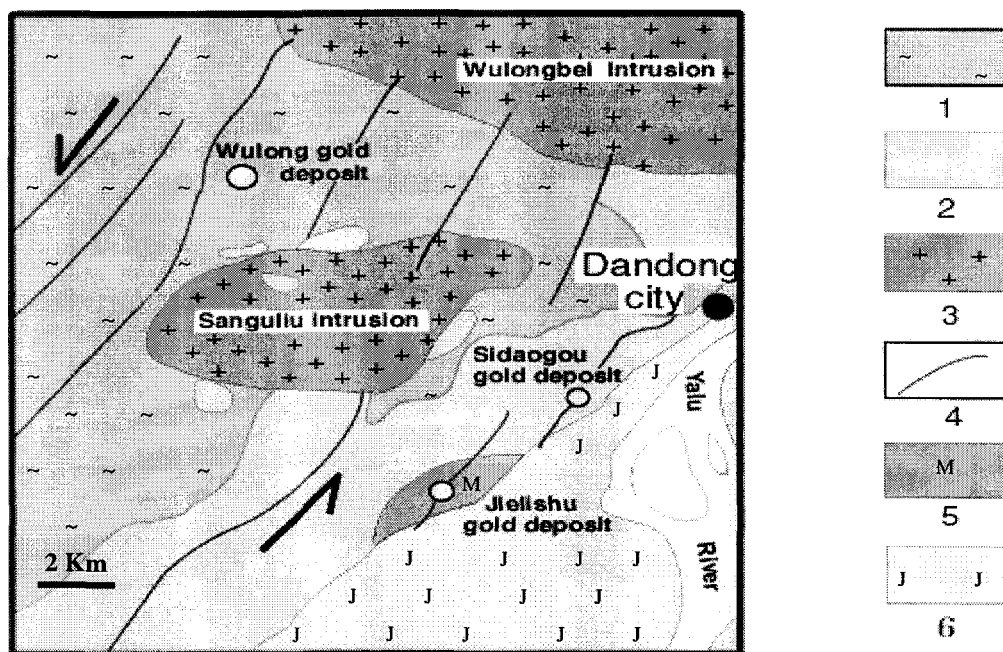 Wulongbei Intrusion
Wulong gold
deposit
Dandong
city
Sanguliu intrusion
Sidaogou
gold deposit
J
Yalu
J
J
M
Jielishu
gold deposit
River
2 Km
J J J J
J J J J
J J J J J
~ ~
1
2
+ + +
3
4
M
5
J J
6